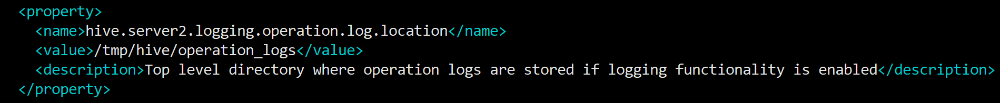 <property>
<name>hive.server2.logging.operation.log.location</name>
<value>/tmp/hive/operation_logs</value>
<description>Top level directory where operation logs are stored if logging functionality is enabled</description>
</property>